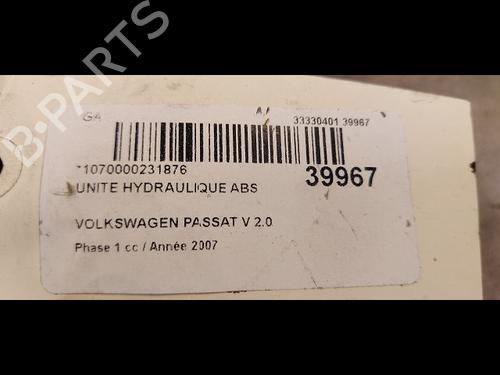 G4
33330401 39967
*1070000231876
39967
UNITE HYDRAULIQUE ABS
VOLKSWAGEN PASSAT V 2.0
Phase 1 cc / Année 2007
B-PARTS